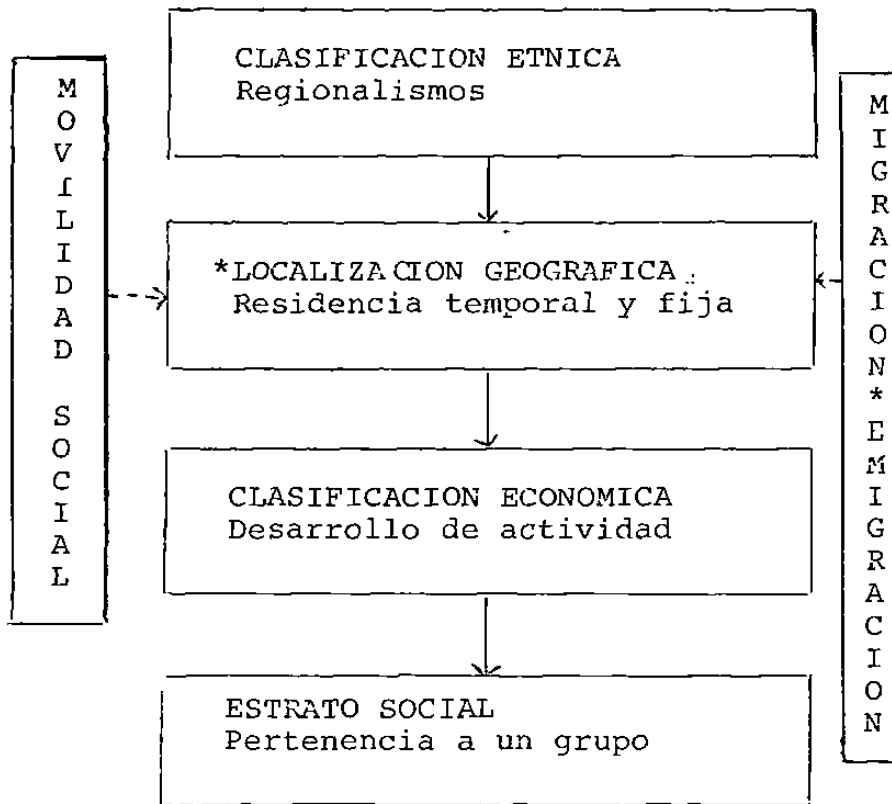 MOVILIDAD SOCIAL
CLASIFICACION ETNICA
Regionalismos
*LOCALIZACION GEOGRAFICA
Residencia temporal y fija
CLASIFICACION ECONOMICA
Desarrollo de actividad
ESTRATO SOCIAL
Pertenencia a un grupo
MIGRACION*EMIGRACION